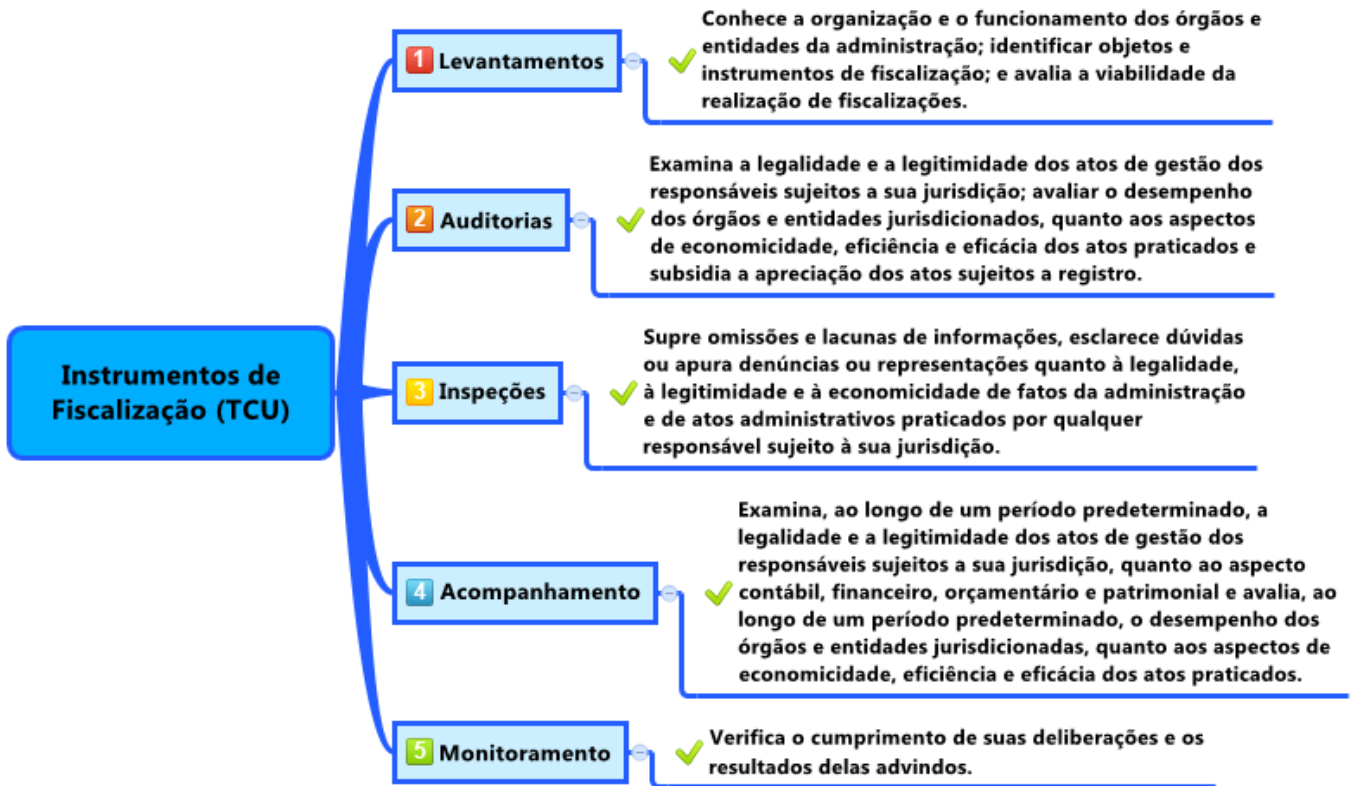 Instrumentos de
Fiscalização (TCU)
1 Levantamentos
Conhece a organização e o funcionamento dos órgãos e
entidades da administração; identificar objetos e
instrumentos de fiscalização; e avalia a viabilidade da
realização de fiscalizações.
2 Auditorias
Examina a legalidade e a legitimidade dos atos de gestão dos
responsáveis sujeitos a sua jurisdição; avaliar o desempenho
dos órgãos e entidades jurisdicionados, quanto aos aspectos
de economicidade, eficiência e eficácia dos atos praticados e
subsidia a apreciação dos atos sujeitos a registro.
3 Inspeções
Supre omissões e lacunas de informações, esclarece dúvidas
ou apura denúncias ou representações quanto à legalidade,
à legitimidade e à economicidade de fatos da administração
e de atos administrativos praticados por qualquer
responsável sujeito à sua jurisdição.
4 Acompanhamento
Examina, ao longo de um período predeterminado, a
legalidade e a legitimidade dos atos de gestão dos
responsáveis sujeitos a sua jurisdição, quanto ao aspecto
contábil, financeiro, orçamentário e patrimonial e avalia, ao
longo de um período predeterminado, o desempenho dos
órgãos e entidades jurisdicionadas, quanto aos aspectos de
economicidade, eficiência e eficácia dos atos praticados.
5 Monitoramento
Verifica o cumprimento de suas deliberações e os
resultados delas advindos.